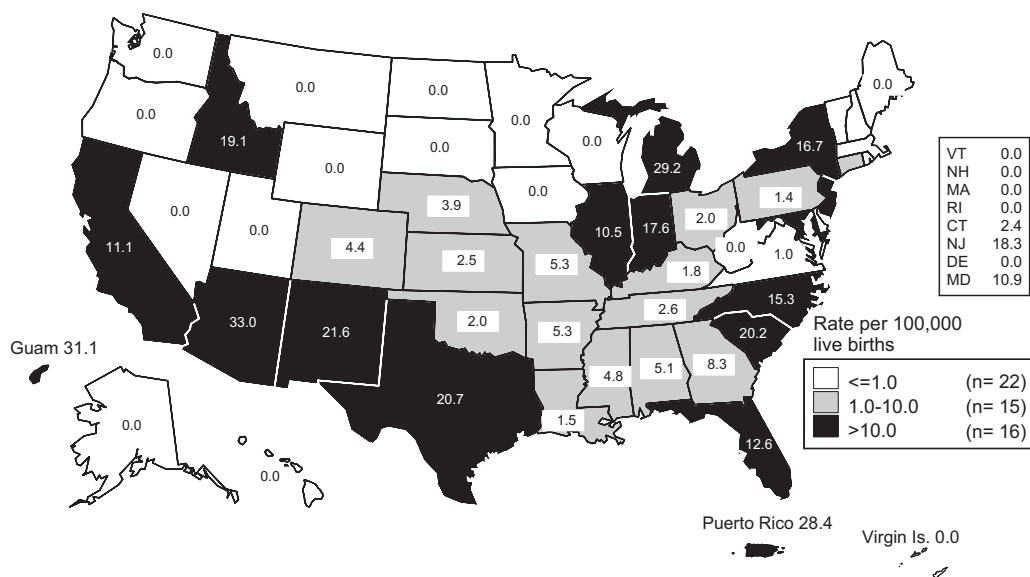 0.0
0.0
0.0
0.0
0.0
0.0
19.1
0.0
0.0
0.0
29.2
16.7
VT 0.0
NH 0.0
MA 0.0
RI 0.0
CT 2.4
NJ 18.3
DE 0.0
MD 10.9
11.1
0.0
0.0
0.0
3.9
4.4
2.5
5.3
10.5
17.6
2.0
1.4
0.0
1.0
1.8
33.0
21.6
2.0
5.3
2.6
15.3
20.2
20.7
1.5
4.8
5.1
8.3
12.6
Guam 31.1
0.0
0.0
Rate per 100,000
live births
<=1.0 (n= 22)
1.0-10.0 (n= 15)
>10.0 (n= 16)
Puerto Rico 28.4
Virgin Is. 0.0